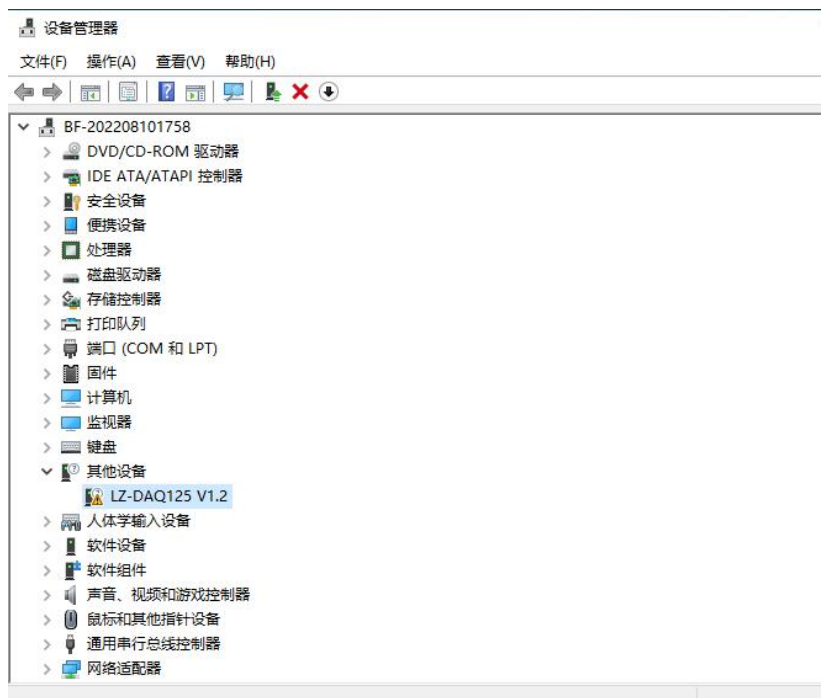 设备管理器
文件(F) 操作(A) 查看(V) 帮助(H)
BF-202208101758
DVD/CD-ROM 驱动器
IDE ATA/ATAPI 控制器
安全设备
便携设备
处理器
磁盘驱动器
存储控制器
打印队列
端口 (COM 和 LPT)
固件
计算机
监视器
键盘
其他设备
LZ-DAQ125 V1.2
人体学输入设备
软件设备
软件组件
声音、视频和游戏控制器
鼠标和其他指针设备
通用串行总线控制器
网络适配器